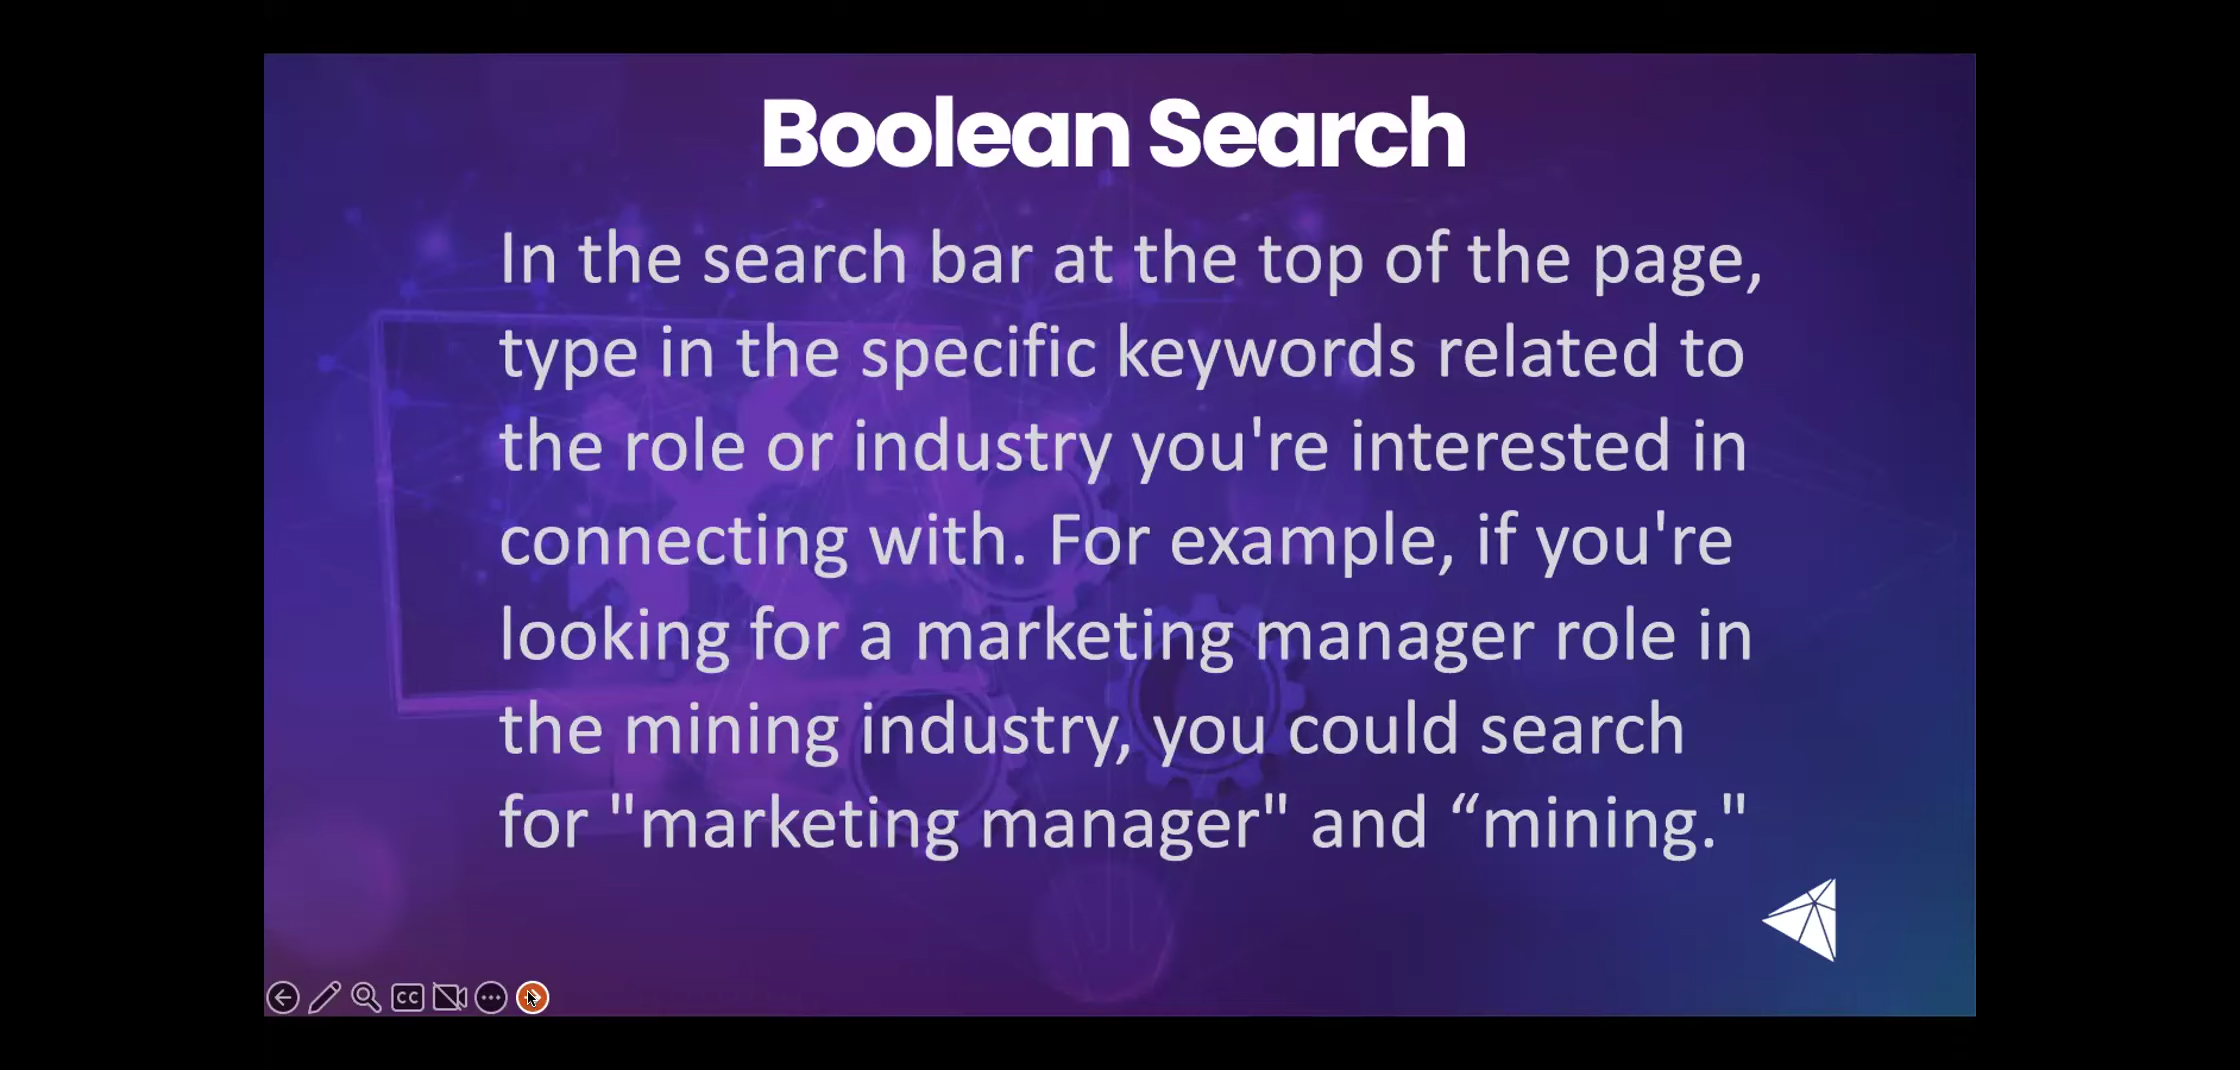 Boolean Search
In the search bar at the top of the page,
type in the specific keywords related to
the role or industry you're interested in
connecting with. For example, if you're
looking for a marketing manager role in
the mining industry, you could search
for "marketing manager" and “mining."
CC